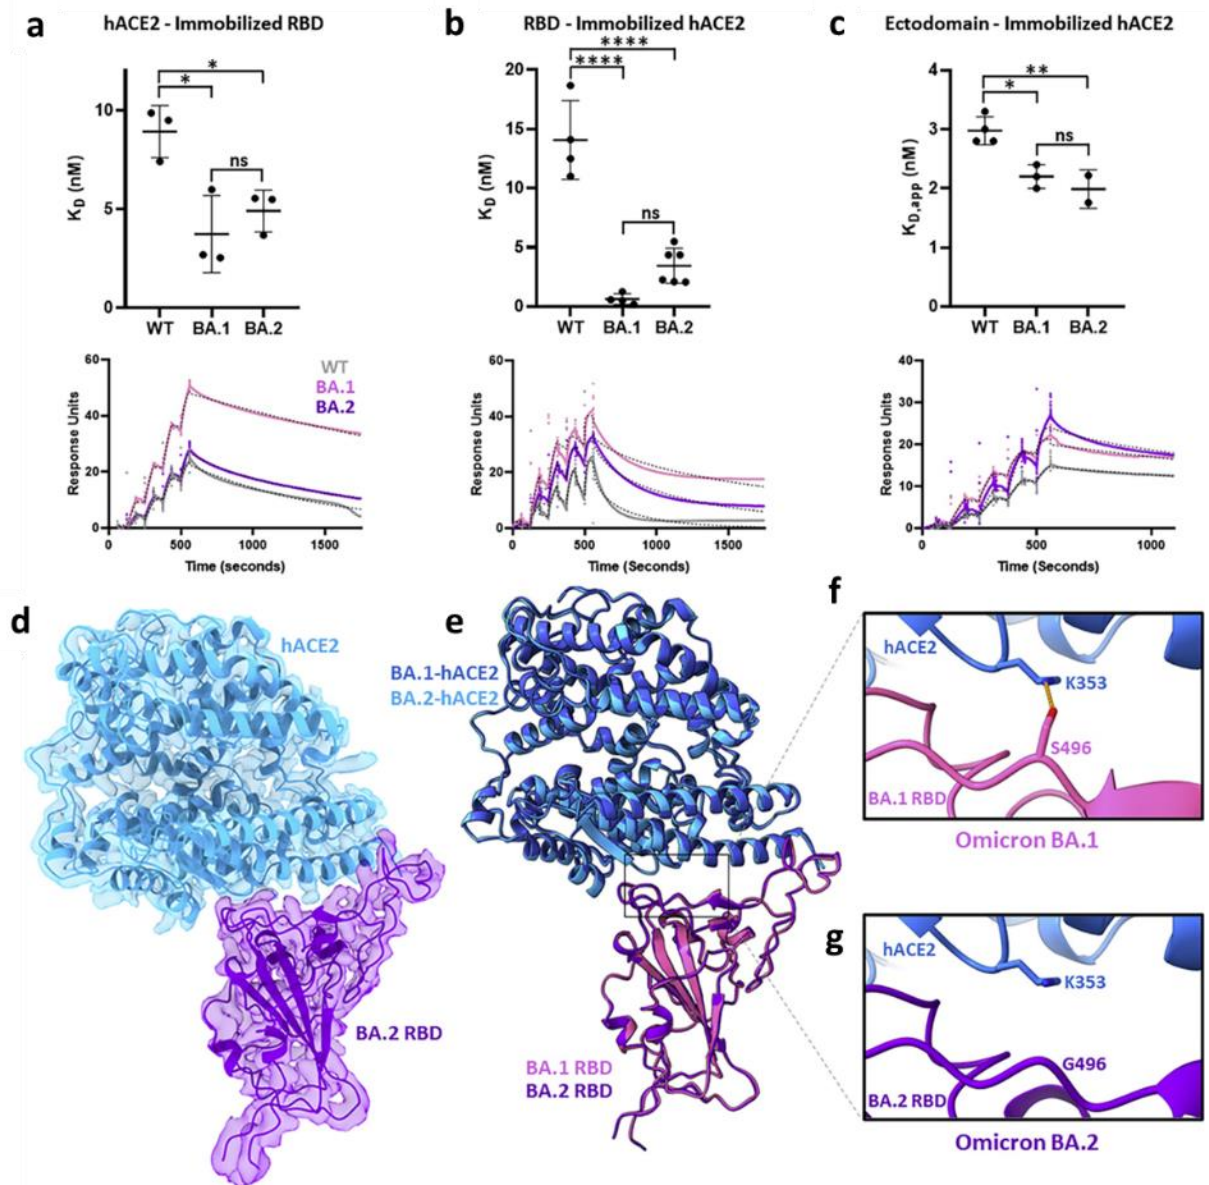 a
hACE2 - Immobilized RBD
*
*
10
ns
5
0
K_D (nM)
WT BA.1 BA.2
60
40
20
0
Response Units
WT
BA.1
BA.2
0 500 1000 1500
Time (seconds)
b
RBD - Immobilized hACE2
****
****
20
15
10
ns
5
0
K_D (nM)
WT BA.1 BA.2
60
40
20
0
Response Units
0 500 1000 1500
Time (Seconds)
c
Ectodomain - Immobilized hACE2
**
*
4
3
ns
2
1
0
K_D,app (nM)
WT BA.1 BA.2
40
30
20
10
0
Response Units
0 500 1000
Time (Seconds)
d
hACE2
BA.2 RBD
e
BA.1-hACE2
BA.2-hACE2
BA.1 RBD
BA.2 RBD
f
hACE2
K353
S496
BA.1 RBD
Omicron BA.1
g
hACE2
K353
G496
BA.2 RBD
Omicron BA.2